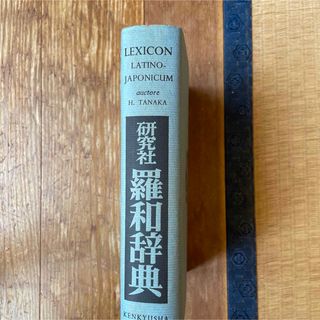 LEXICON
LATINO-
JAPONICUM
auctore
H. TANAKA
研究社
羅和辞典
KENKYUSHA